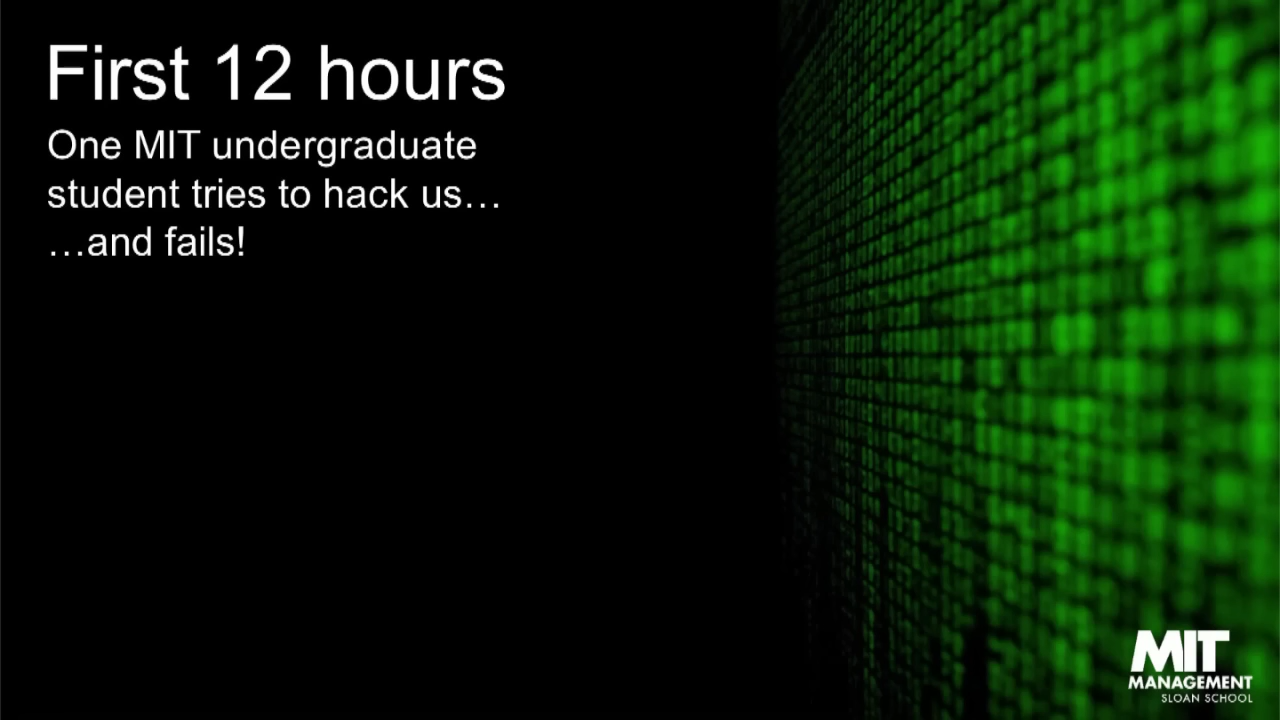 First 12 hours
One MIT undergraduate
student tries to hack us…
…and fails!
MIT
MANAGEMENT
SLOAN SCHOOL